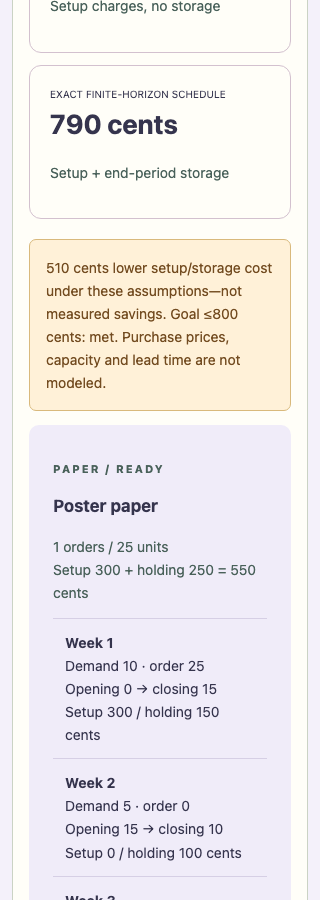 Setup charges, no storage
EXACT FINITE-HORIZON SCHEDULE
790 cents
Setup + end-period storage
510 cents lower setup/storage cost
under these assumptions—not
measured savings. Goal ≤800
cents: met. Purchase prices,
capacity and lead time are not
modeled.
PAPER / READY
Poster paper
1 orders / 25 units
Setup 300 + holding 250 = 550
cents
Week 1
Demand 10 · order 25
Opening 0 → closing 15
Setup 300 / holding 150
cents
Week 2
Demand 5 · order 0
Opening 15 → closing 10
Setup 0 / holding 100 cents
Week 3